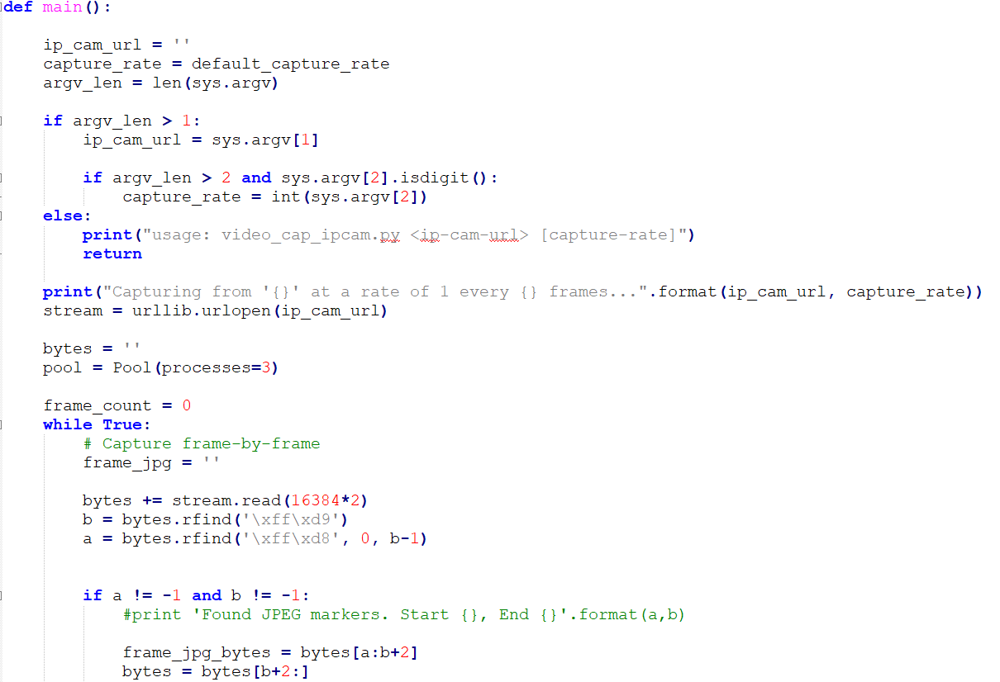 def main():
    ip_cam_url = ''
    capture_rate = default_capture_rate
    argv_len = len(sys.argv)
    if argv_len > 1:
        ip_cam_url = sys.argv[1]
        if argv_len > 2 and sys.argv[2].isdigit():
            capture_rate = int(sys.argv[2])
    else:
        print("usage: video_cap_ipcam.py <ip-cam-url> [capture-rate]")
        return
    print("Capturing from '{}' at a rate of 1 every {} frames...".format(ip_cam_url, capture_rate))
    stream = urllib.urlopen(ip_cam_url)
    bytes = ''
    pool = Pool(processes=3)
    frame_count = 0
    while True:
        # Capture frame-by-frame
        frame_jpg = ''
        bytes += stream.read(16384*2)
        b = bytes.rfind('\xff\xd9')
        a = bytes.rfind('\xff\xd8', 0, b-1)
        if a != -1 and b != -1:
            #print 'Found JPEG markers. Start {}, End {}'.format(a,b)
            frame_jpg_bytes = bytes[a:b+2]
            bytes = bytes[b+2:]